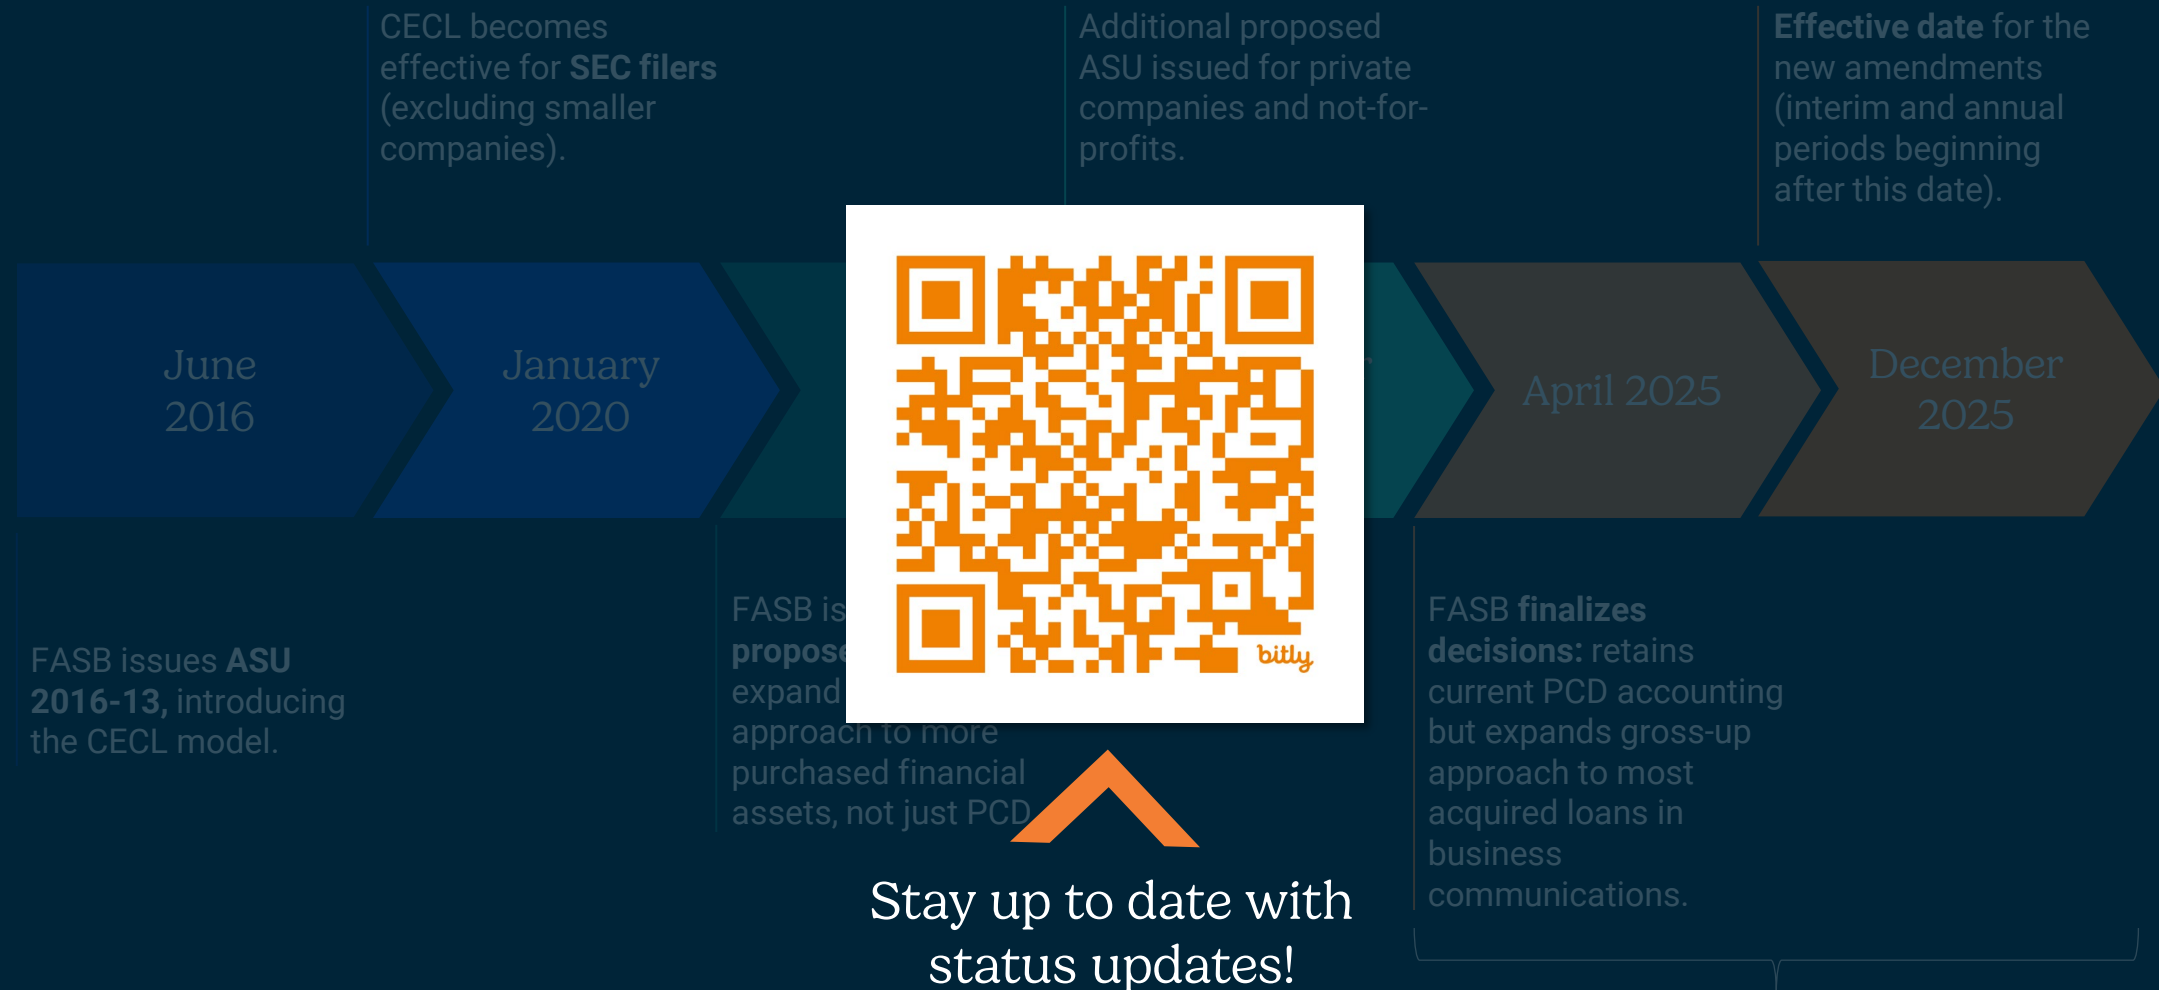 CECL becomes
effective for SEC filers
(excluding smaller
companies).
Additional proposed
ASU issued for private
companies and not-for-
profits.
Effective date for the
new amendments
(interim and annual
periods beginning
after this date).
June
2016
January
2020
April 2025
December
2025
FASB issues ASU
2016-13, introducing
the CECL model.
FASB is
propose
expand
approach to more
purchased financial
assets, not just PCD
bitly
FASB finalizes
decisions: retains
current PCD accounting
but expands gross-up
approach to most
acquired loans in
business
communications.
Stay up to date with
status updates!